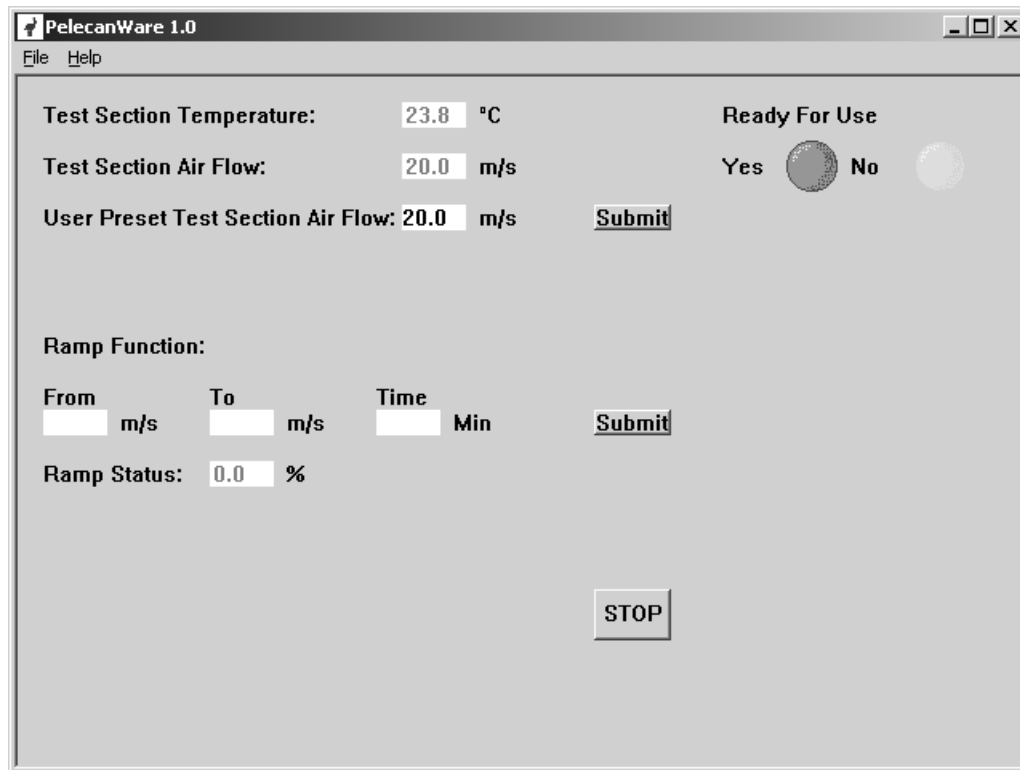 PelecanWare 1.0
File Help
Test Section Temperature: 23.8 °C
Ready For Use
Test Section Air Flow: 20.0 m/s
Yes No
User Preset Test Section Air Flow: 20.0 m/s Submit
Ramp Function:
From To Time
m/s m/s Min Submit
Ramp Status: 0.0 %
STOP